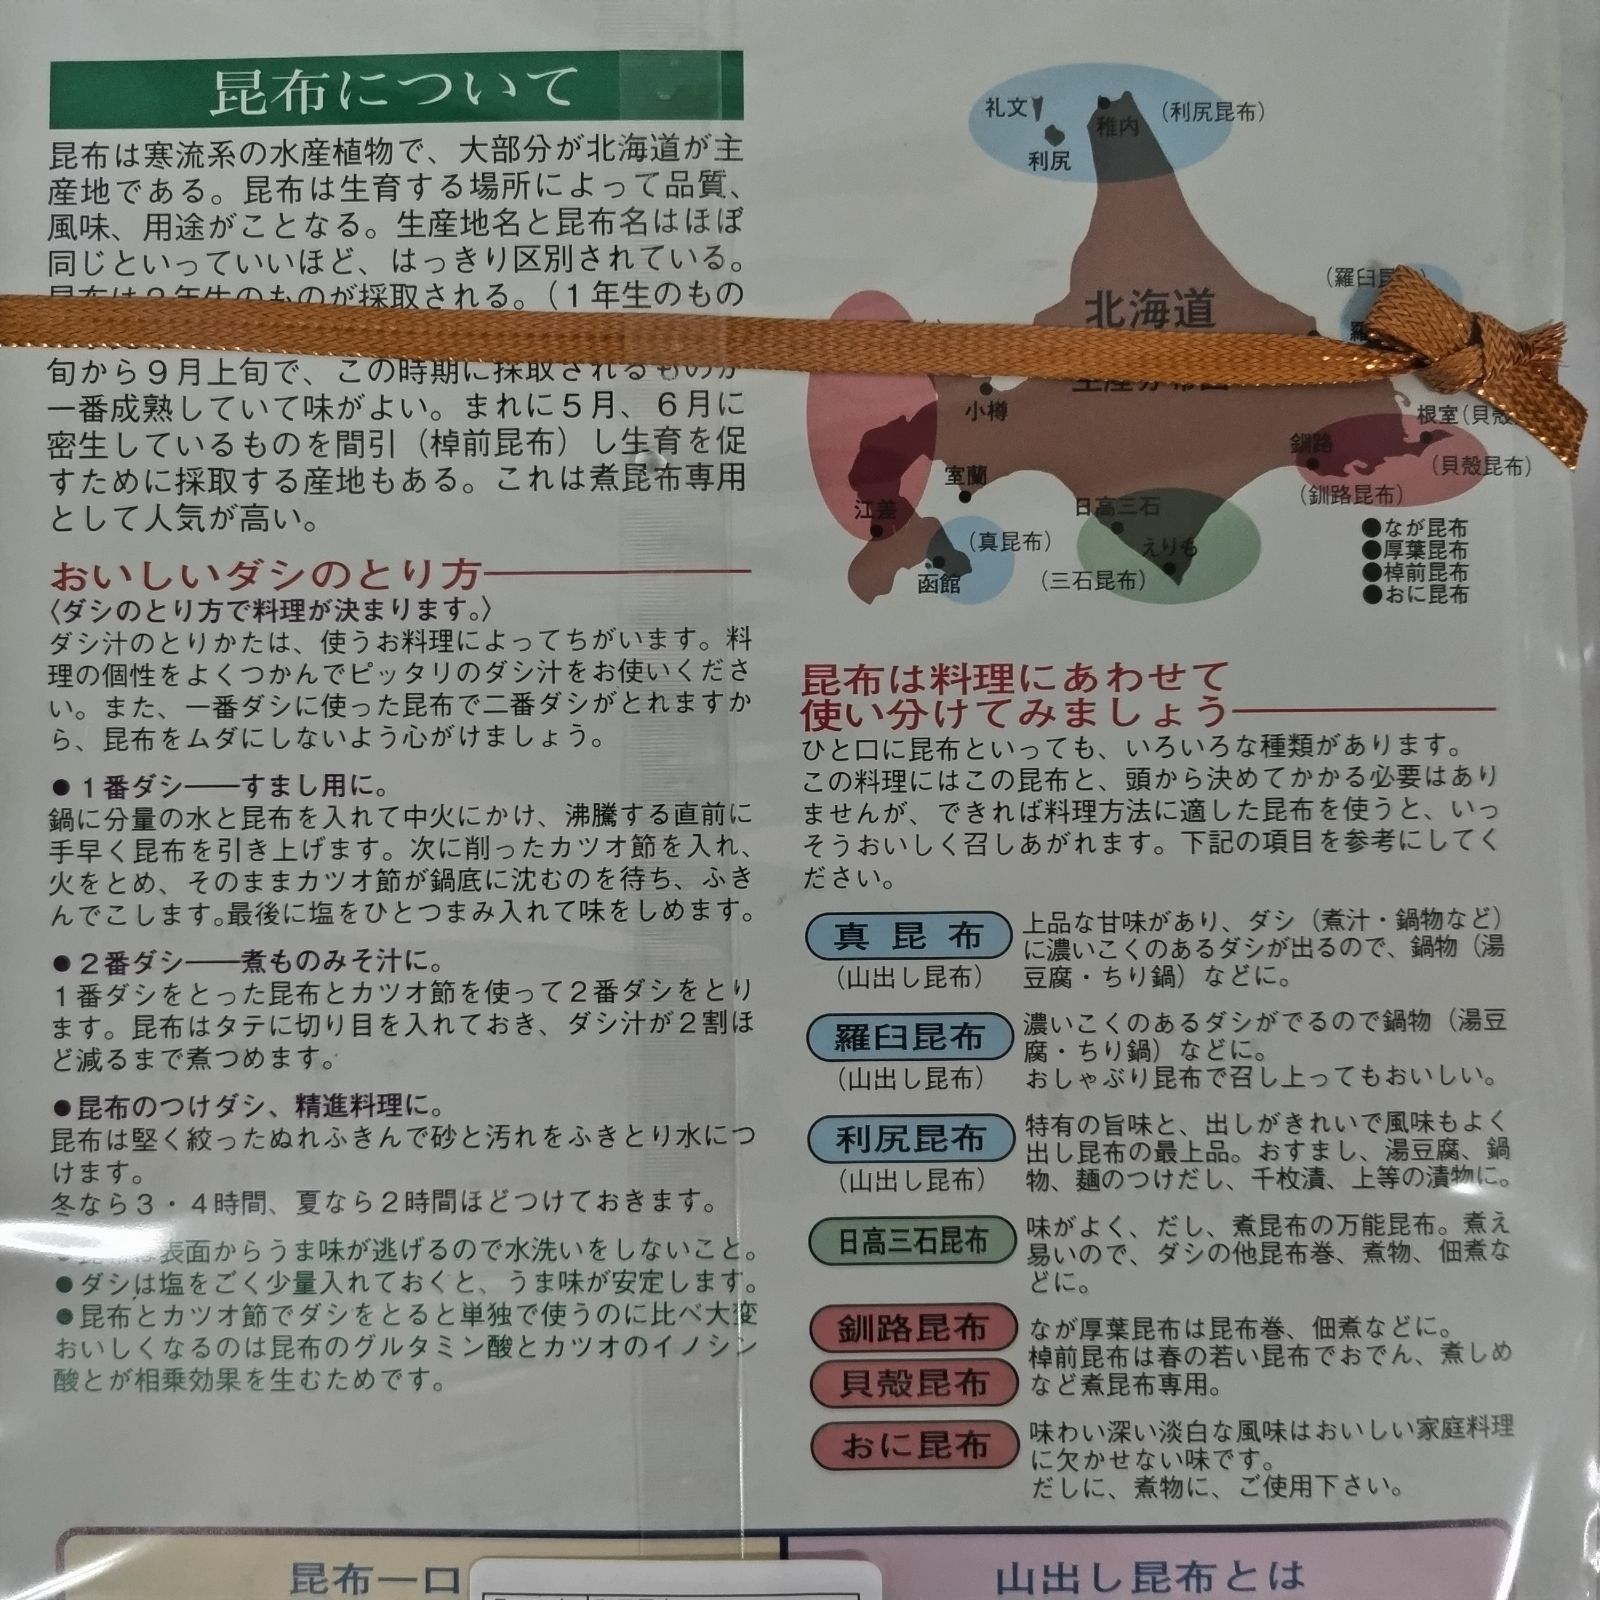 昆布について
昆布は寒流系の水産植物で、大部分が北海道が主
産地である。昆布は生育する場所によって品質、
風味、用途がことなる。生産地名と昆布名はほぼ
同じといっていいほど、はっきり区別されている。
昆布は2年生のものが採取される。(1年生のもの
旬から9月上旬で、この時期に採取されるものが
一番成熟していて味がよい。まれに5月、6月に
密生しているものを間引(棹前昆布)し生育を促
すために採取する産地もある。これは煮昆布専用
として人気が高い。
おいしいダシのとり方
〈ダシのとり方で料理が決まります。〉
ダシ汁のとりかたは、使うお料理によってちがいます。料
理の個性をよくつかんでピッタリのダシ汁をお使いくださ
い。また、一番ダシに使った昆布で二番ダシがとれますか
ら、昆布をムダにしないよう心がけましょう。
●1番ダシ――すまし用に。
鍋に分量の水と昆布を入れて中火にかけ、沸騰する直前に
手早く昆布を引き上げます。次に削ったカツオ節を入れ、
火をとめ、そのままカツオ節が鍋底に沈むのを待ち、ふき
んでこします。最後に塩をひとつまみ入れて味をしめます。
●2番ダシ――煮ものみそ汁に。
1番ダシをとった昆布とカツオ節を使って2番ダシをとり
ます。昆布はタテに切り目を入れておき、ダシ汁が2割ほ
ど減るまで煮つめます。
●昆布のつけダシ、精進料理に。
昆布は堅く絞ったぬれふきんで砂と汚れをふきとり水につ
けます。
冬なら3・4時間、夏なら2時間ほどつけておきます。
●昆布は表面からうま味が逃げるので水洗いをしないこと。
●ダシは塩をごく少量入れておくと、うま味が安定します。
●昆布とカツオ節でダシをとると単独で使うのに比べ大変
おいしくなるのは昆布のグルタミン酸とカツオのイノシン
酸とが相乗効果を生むためです。
礼文
稚内
(利尻昆布)
利尻
(羅臼昆
北海道
羅
生産分布図
小樽
根室(貝殻
釧路
(貝殻昆布)
室蘭
(釧路昆布)
江差
日高三石
(真昆布)
えりも
函館
(三石昆布)
●なが昆布
●厚葉昆布
●棹前昆布
●おに昆布
昆布は料理にあわせて
使い分けてみましょう
ひと口に昆布といっても、いろいろな種類があります。
この料理にはこの昆布と、頭から決めてかかる必要はあり
ませんが、できれば料理方法に適した昆布を使うと、いっ
そうおいしく召しあがれます。下記の項目を参考にしてく
ださい。
真昆布
(山出し昆布)
上品な甘味があり、ダシ(煮汁・鍋物など)
に濃いこくのあるダシが出るので、鍋物(湯
豆腐・ちり鍋)などに。
羅臼昆布
(山出し昆布)
濃いこくのあるダシがでるので鍋物(湯豆
腐・ちり鍋)などに。
おしゃぶり昆布で召し上ってもおいしい。
利尻昆布
(山出し昆布)
特有の旨味と、出しがきれいで風味もよく
出し昆布の最上品。おすまし、湯豆腐、鍋
物、麺のつけだし、千枚漬、上等の漬物に。
日高三石昆布
味がよく、だし、煮昆布の万能昆布。煮え
易いので、ダシの他昆布巻、煮物、佃煮な
どに。
釧路昆布
貝殻昆布
なが厚葉昆布は昆布巻、佃煮などに。
棹前昆布は春の若い昆布でおでん、煮しめ
など煮昆布専用。
おに昆布
味わい深い淡白な風味はおいしい家庭料理
に欠かせない味です。
だしに、煮物に、ご使用下さい。
昆布一口
山出し昆布とは